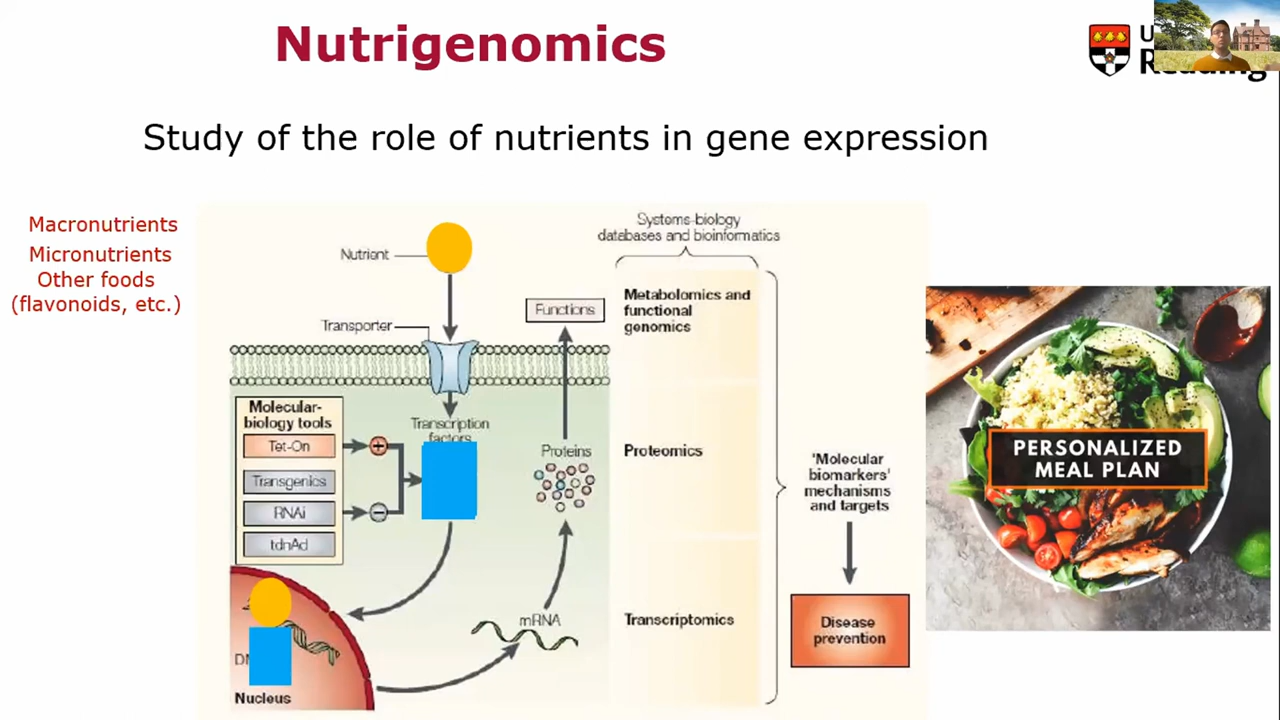 Nutrigenomics
Study of the role of nutrients in gene expression
Macronutrients
Micronutrients
Other foods
(flavonoids, etc.)
Nutrient
Transporter
Molecular-
biology tools
Tet-On
Transgenics
RNAi
tdnAd
Transcription
factors
Functions
Proteins
mRNA
Nucleus
Systems-biology
databases and bioinformatics
Metabolomics and
functional
genomics
Proteomics
Transcriptomics
'Molecular
biomarkers'
mechanisms
and targets
Disease
prevention
PERSONALIZED
MEAL PLAN
Reading